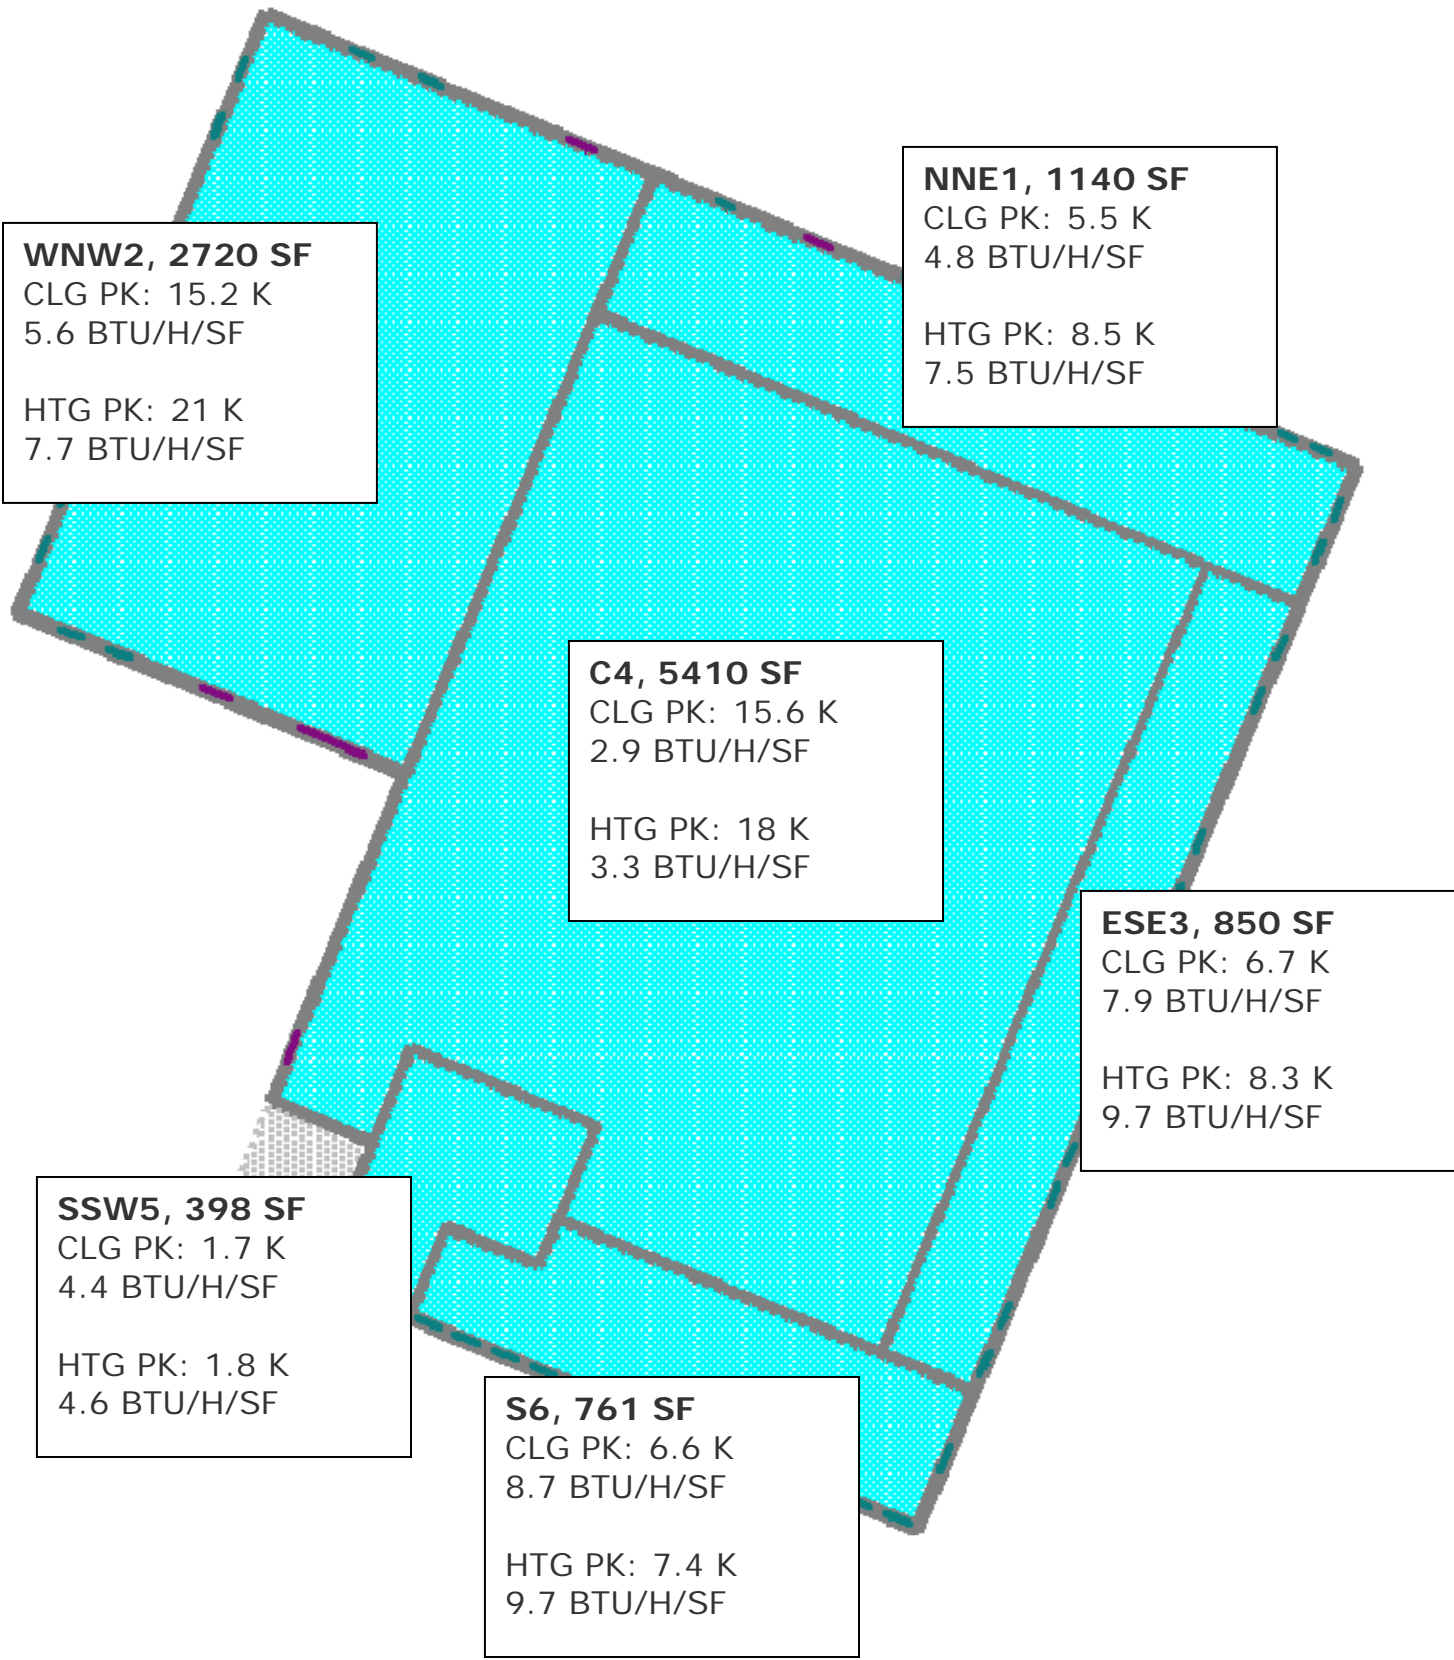 NNE1, 1140 SF
CLG PK: 5.5 K
4.8 BTU/H/SF
HTG PK: 8.5 K
7.5 BTU/H/SF
WNW2, 2720 SF
CLG PK: 15.2 K
5.6 BTU/H/SF
HTG PK: 21 K
7.7 BTU/H/SF
C4, 5410 SF
CLG PK: 15.6 K
2.9 BTU/H/SF
HTG PK: 18 K
3.3 BTU/H/SF
ESE3, 850 SF
CLG PK: 6.7 K
7.9 BTU/H/SF
HTG PK: 8.3 K
9.7 BTU/H/SF
SSW5, 398 SF
CLG PK: 1.7 K
4.4 BTU/H/SF
HTG PK: 1.8 K
4.6 BTU/H/SF
S6, 761 SF
CLG PK: 6.6 K
8.7 BTU/H/SF
HTG PK: 7.4 K
9.7 BTU/H/SF